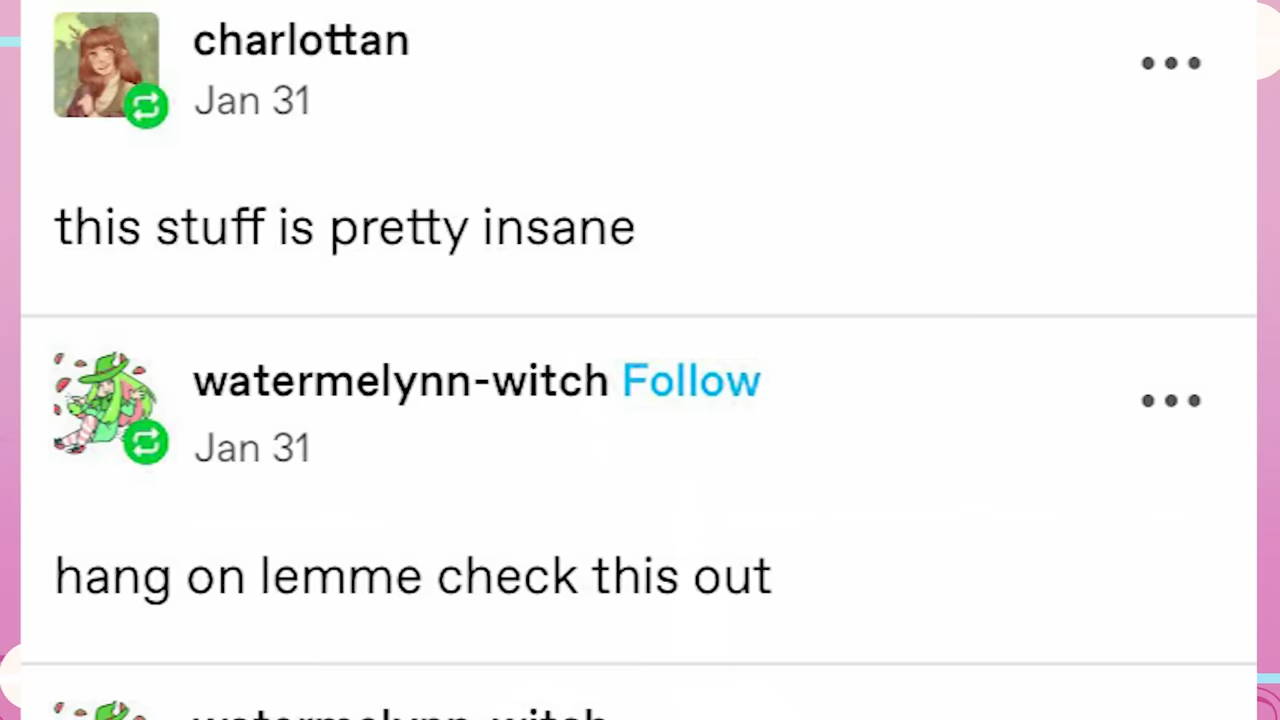 charlottan
Jan 31
this stuff is pretty insane
watermelynn-witch Follow
Jan 31
hang on lemme check this out
watermelynn-witch